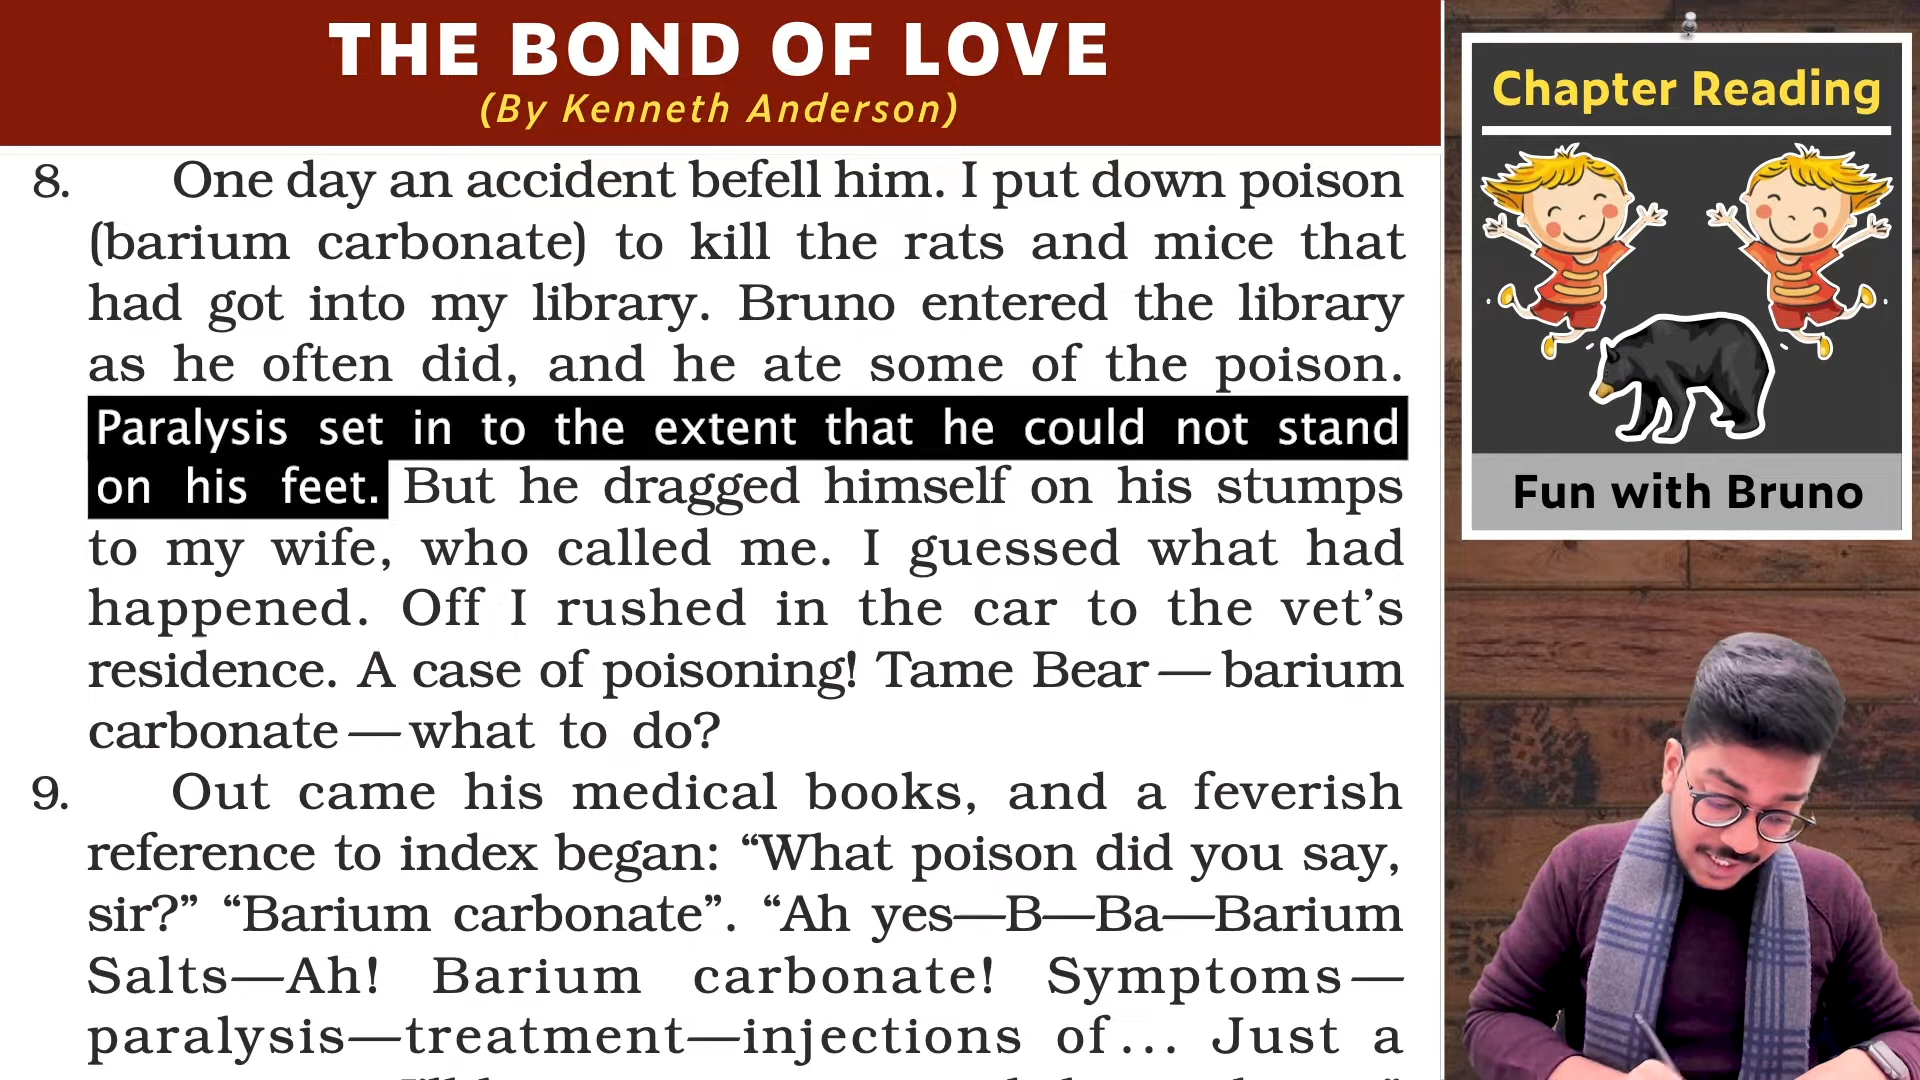 THE BOND OF LOVE
(By Kenneth Anderson)
8. One day an accident befell him. I put down poison
(barium carbonate) to kill the rats and mice that
had got into my library. Bruno entered the library
as he often did, and he ate some of the poison.
Paralysis set in to the extent that he could not stand
on his feet. But he dragged himself on his stumps
to my wife, who called me. I guessed what had
happened. Off I rushed in the car to the vet’s
residence. A case of poisoning! Tame Bear—barium
carbonate—what to do?
9. Out came his medical books, and a feverish
reference to index began: “What poison did you say,
sir?” “Barium carbonate”. “Ah yes—B—Ba—Barium
Salts—Ah! Barium carbonate! Symptoms—
paralysis—treatment—injections of... Just a
Chapter Reading
Fun with Bruno